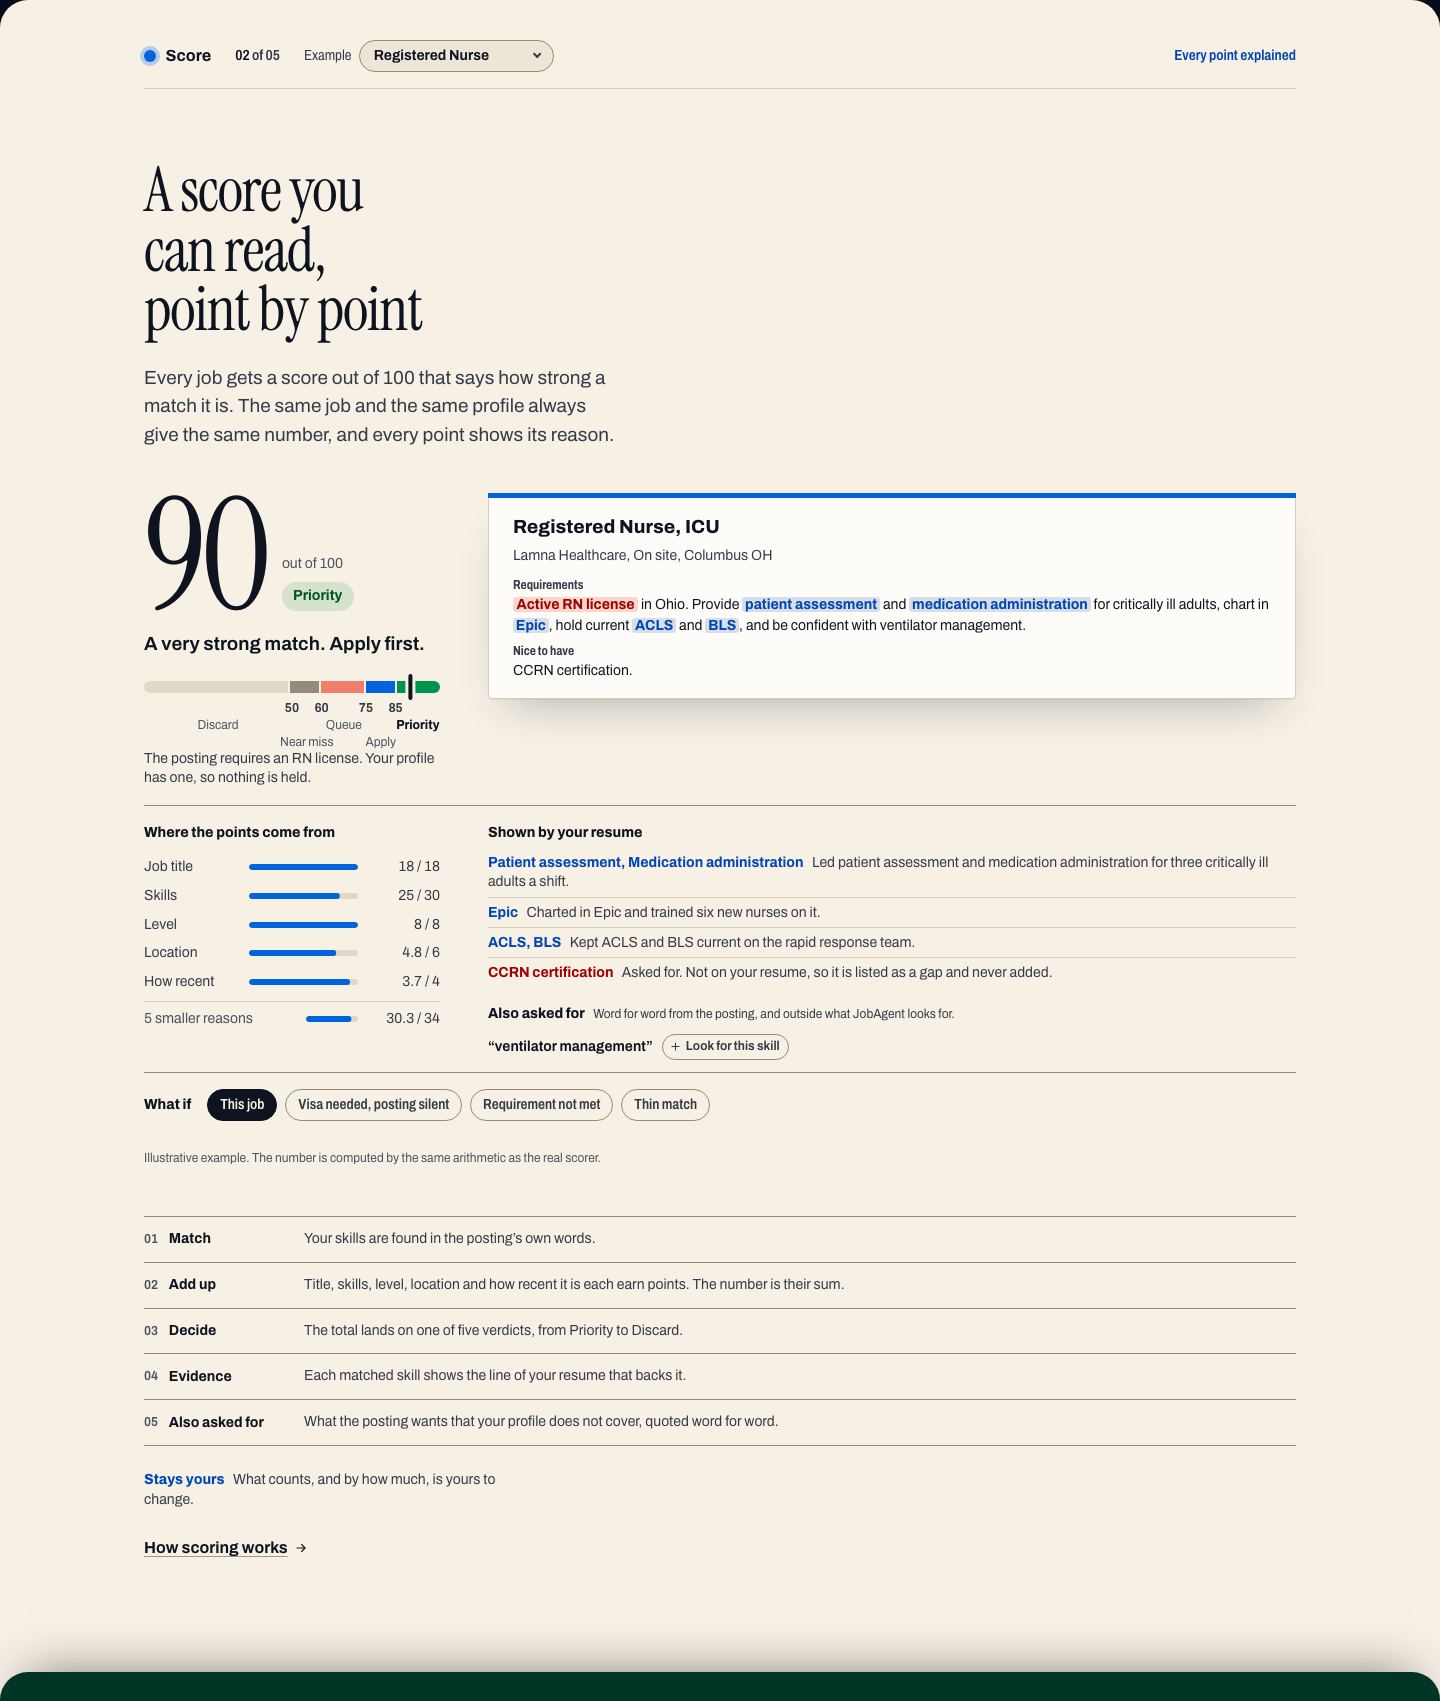 Score
02 of 05
Example
Registered Nurse
Every point explained
A score you
can read,
point by point
Every job gets a score out of 100 that says how strong a
match it is. The same job and the same profile always
give the same number, and every point shows its reason.
90
out of 100
Priority
A very strong match. Apply first.
50 60 75 85
Discard Queue Priority
Near miss Apply
The posting requires an RN license. Your profile
has one, so nothing is held.
Registered Nurse, ICU
Lamna Healthcare, On site, Columbus OH
Requirements
Active RN license in Ohio. Provide patient assessment and medication administration for critically ill adults, chart in
Epic, hold current ACLS and BLS, and be confident with ventilator management.
Nice to have
CCRN certification.
Where the points come from
Job title 18 / 18
Skills 25 / 30
Level 8 / 8
Location 4.8 / 6
How recent 3.7 / 4
5 smaller reasons 30.3 / 34
Shown by your resume
Patient assessment, Medication administration Led patient assessment and medication administration for three critically ill
adults a shift.
Epic Charted in Epic and trained six new nurses on it.
ACLS, BLS Kept ACLS and BLS current on the rapid response team.
CCRN certification Asked for. Not on your resume, so it is listed as a gap and never added.
Also asked for Word for word from the posting, and outside what JobAgent looks for.
“ventilator management” + Look for this skill
What if This job Visa needed, posting silent Requirement not met Thin match
Illustrative example. The number is computed by the same arithmetic as the real scorer.
01 Match Your skills are found in the posting’s own words.
02 Add up Title, skills, level, location and how recent it is each earn points. The number is their sum.
03 Decide The total lands on one of five verdicts, from Priority to Discard.
04 Evidence Each matched skill shows the line of your resume that backs it.
05 Also asked for What the posting wants that your profile does not cover, quoted word for word.
Stays yours What counts, and by how much, is yours to
change.
How scoring works →